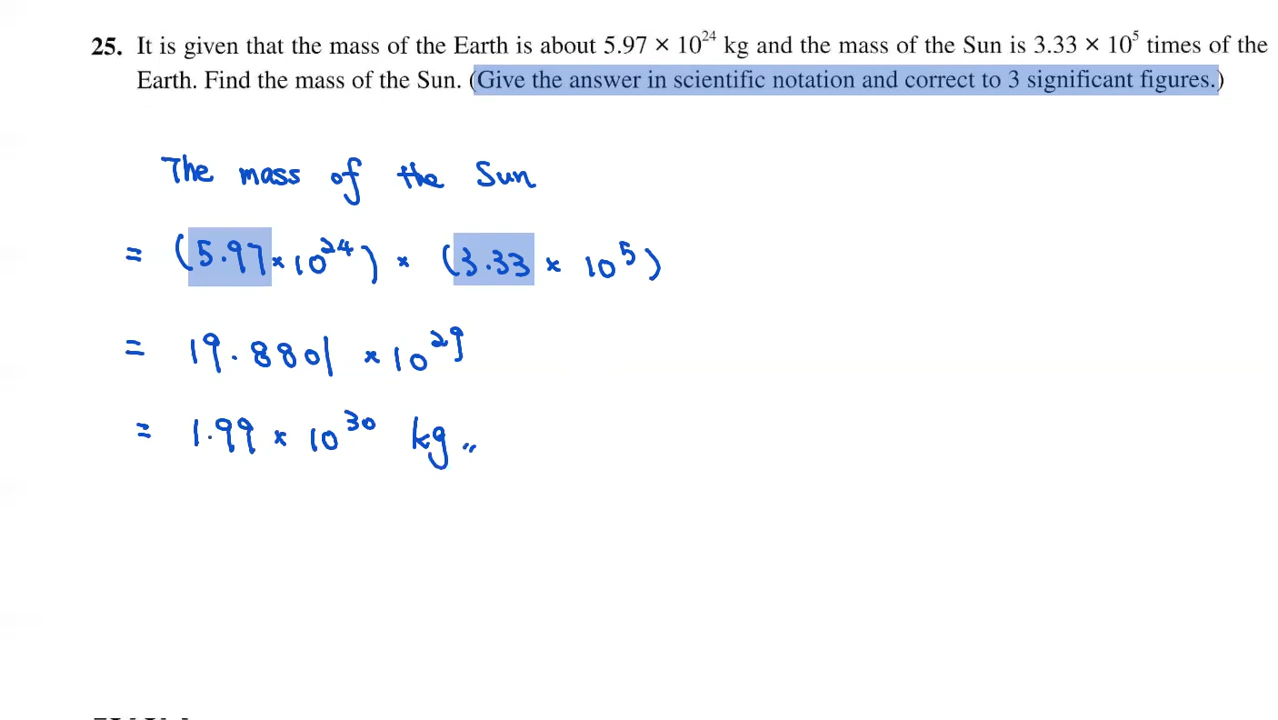 25. It is given that the mass of the Earth is about 5.97 × 10²⁴ kg and the mass of the Sun is 3.33 × 10⁵ times of the
Earth. Find the mass of the Sun. (Give the answer in scientific notation and correct to 3 significant figures.)
The mass of the Sun
= (5.97 × 10²⁴) × (3.33 × 10⁵)
= 19.8801 × 10²⁹
= 1.99 × 10³⁰ kg